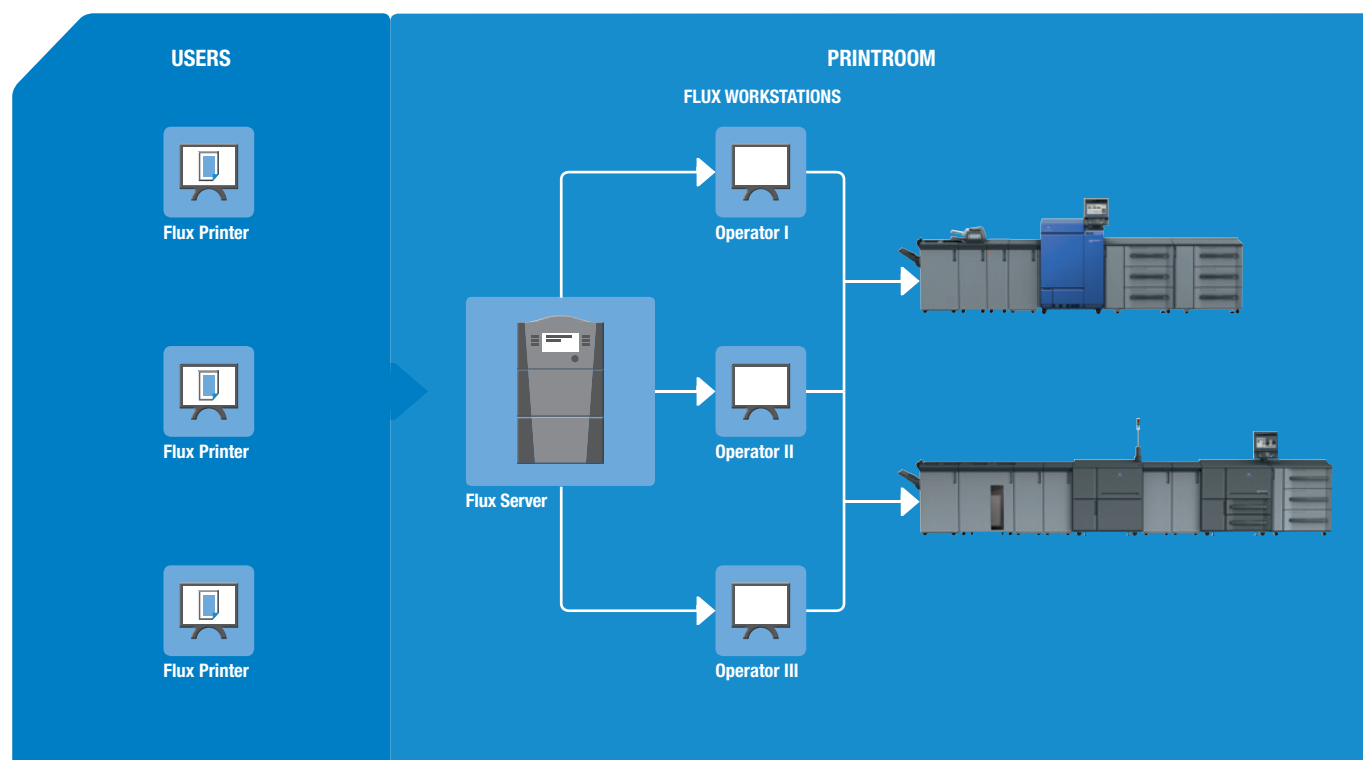 USERS
PRINTROOM
FLUX WORKSTATIONS
Flux Printer
Operator I
Flux Printer
Operator II
Flux Server
Flux Printer
Operator III